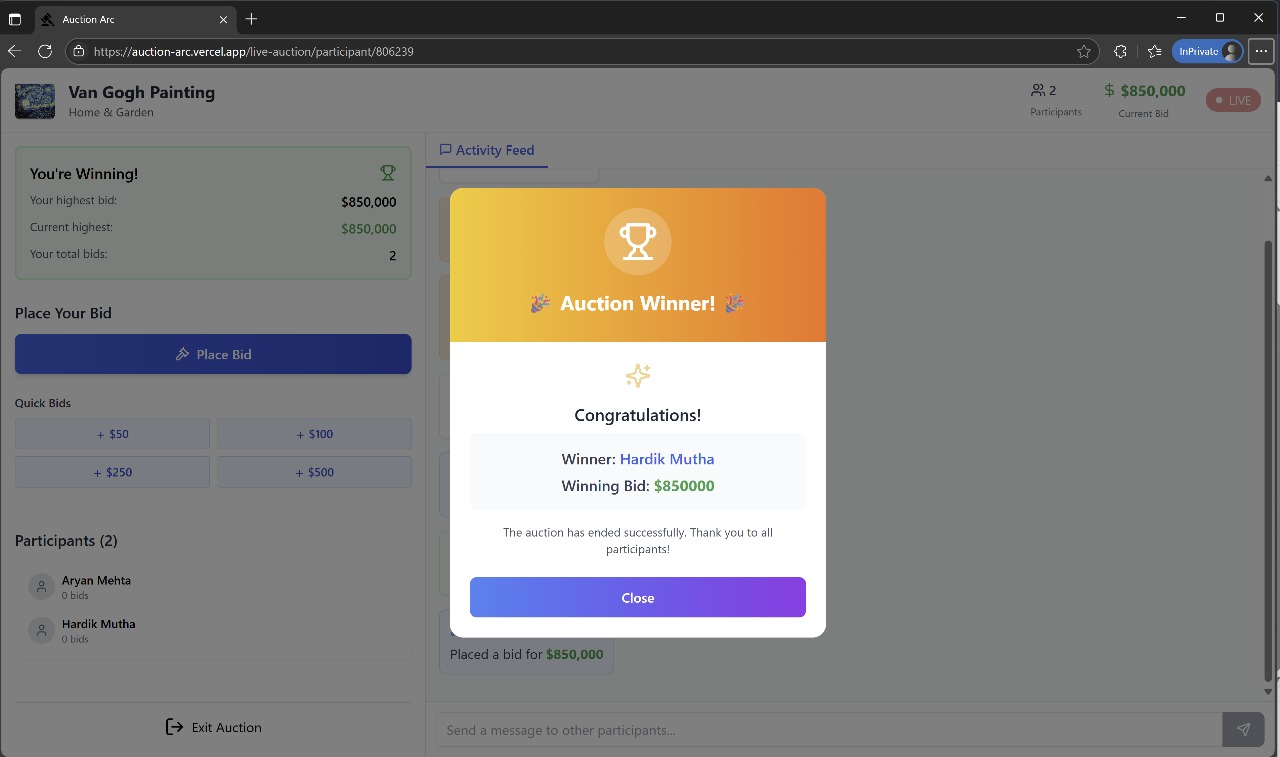 Auction Arc
https://auction-arc.vercel.app/live-auction/participant/806239
InPrivate
Van Gogh Painting
Home & Garden
2
Participants
$850,000
Current Bid
LIVE
You're Winning!
Your highest bid: $850,000
Current highest: $850,000
Your total bids: 2
Place Your Bid
Place Bid
Quick Bids
+ $50
+ $100
+ $250
+ $500
Participants (2)
Aryan Mehta
0 bids
Hardik Mutha
0 bids
Exit Auction
Activity Feed
🎉 Auction Winner! 🎉
Congratulations!
Winner: Hardik Mutha
Winning Bid: $850000
The auction has ended successfully. Thank you to all
participants!
Close
Placed a bid for $850,000
Send a message to other participants...